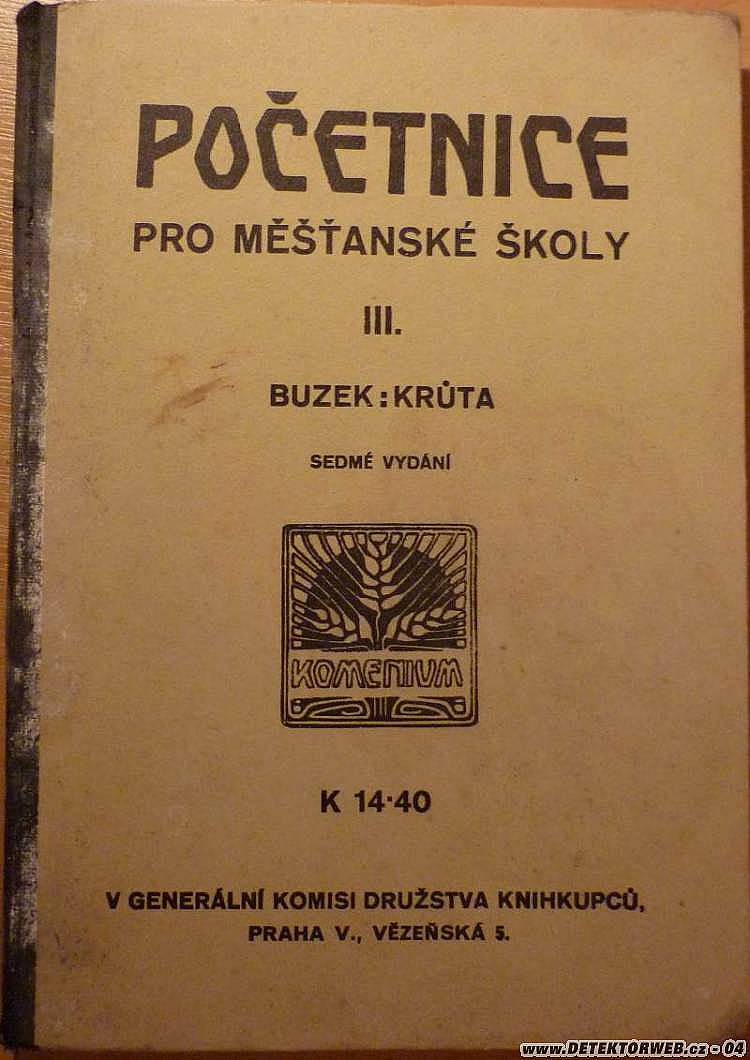 POČETNICE
PRO MĚŠŤANSKÉ ŠKOLY
III.
BUZEK : KRŮTA
SEDMÉ VYDÁNÍ
KOMENIUM
K 14·40
V GENERÁLNÍ KOMISI DRUŽSTVA KNIHKUPCŮ,
PRAHA V., VĚZEŇSKÁ 5.
www.DETEKTORWEB.cz - 04